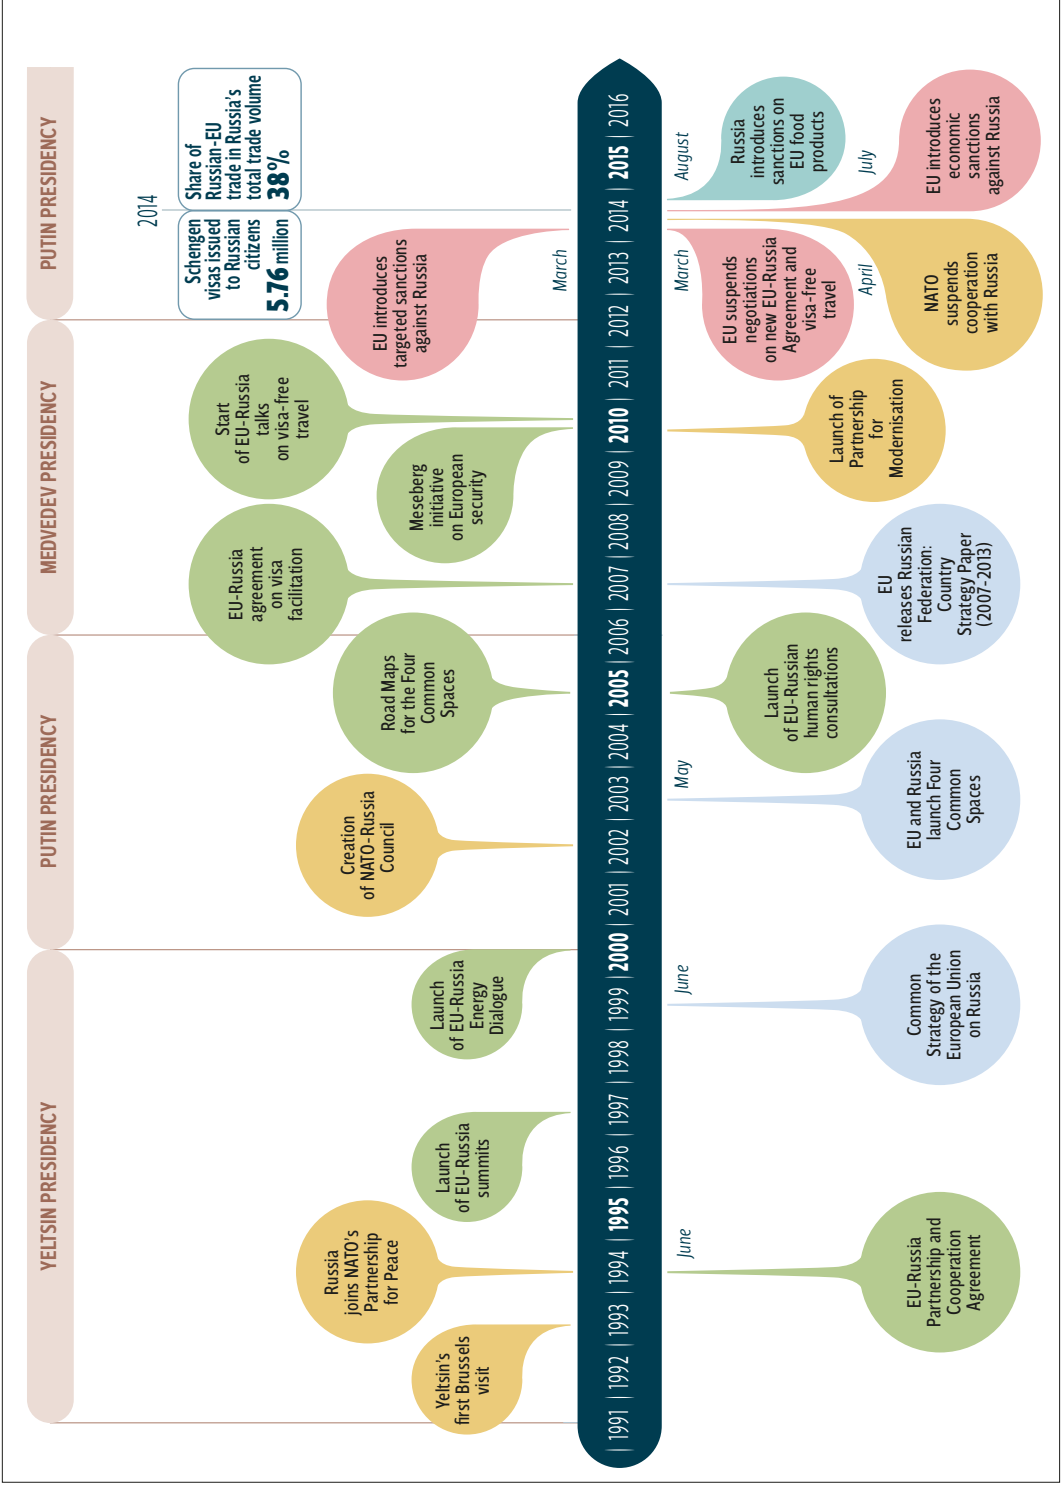 YELTSIN PRESIDENCY
PUTIN PRESIDENCY
MEDVEDEV PRESIDENCY
PUTIN PRESIDENCY
2014
Schengen
visas issued
to Russian
citizens
5.76 million
Share of
Russian-EU
trade in Russia's
total trade volume
38%
Yeltsin's
first Brussels
visit
Russia
joins NATO's
Partnership
for Peace
Launch
of EU-Russia
summits
Launch
of EU-Russia
Energy
Dialogue
Creation
of NATO-Russia
Council
Road Maps
for the Four
Common
Spaces
EU-Russia
agreement
on visa
facilitation
Meseberg
initiative
on European
security
Start
of EU-Russia
talks
on visa-free
travel
EU introduces
targeted sanctions
against Russia
March
1991 | 1992 | 1993 | 1994 | 1995 | 1996 | 1997 | 1998 | 1999 | 2000 | 2001 | 2002 | 2003 | 2004 | 2005 | 2006 | 2007 | 2008 | 2009 | 2010 | 2011 | 2012 | 2013 | 2014 | 2015 | 2016
June
EU-Russia
Partnership and
Cooperation
Agreement
June
Common
Strategy of the
European Union
on Russia
May
EU and Russia
launch Four
Common
Spaces
Launch
of EU-Russian
human rights
consultations
EU
releases Russian
Federation:
Country
Strategy Paper
(2007-2013)
Launch of
Partnership
for
Modernisation
March
EU suspends
negotiations
on new EU-Russia
Agreement and
visa-free
travel
April
NATO
suspends
cooperation
with Russia
August
Russia
introduces
sanctions on
EU food
products
July
EU introduces
economic
sanctions
against Russia